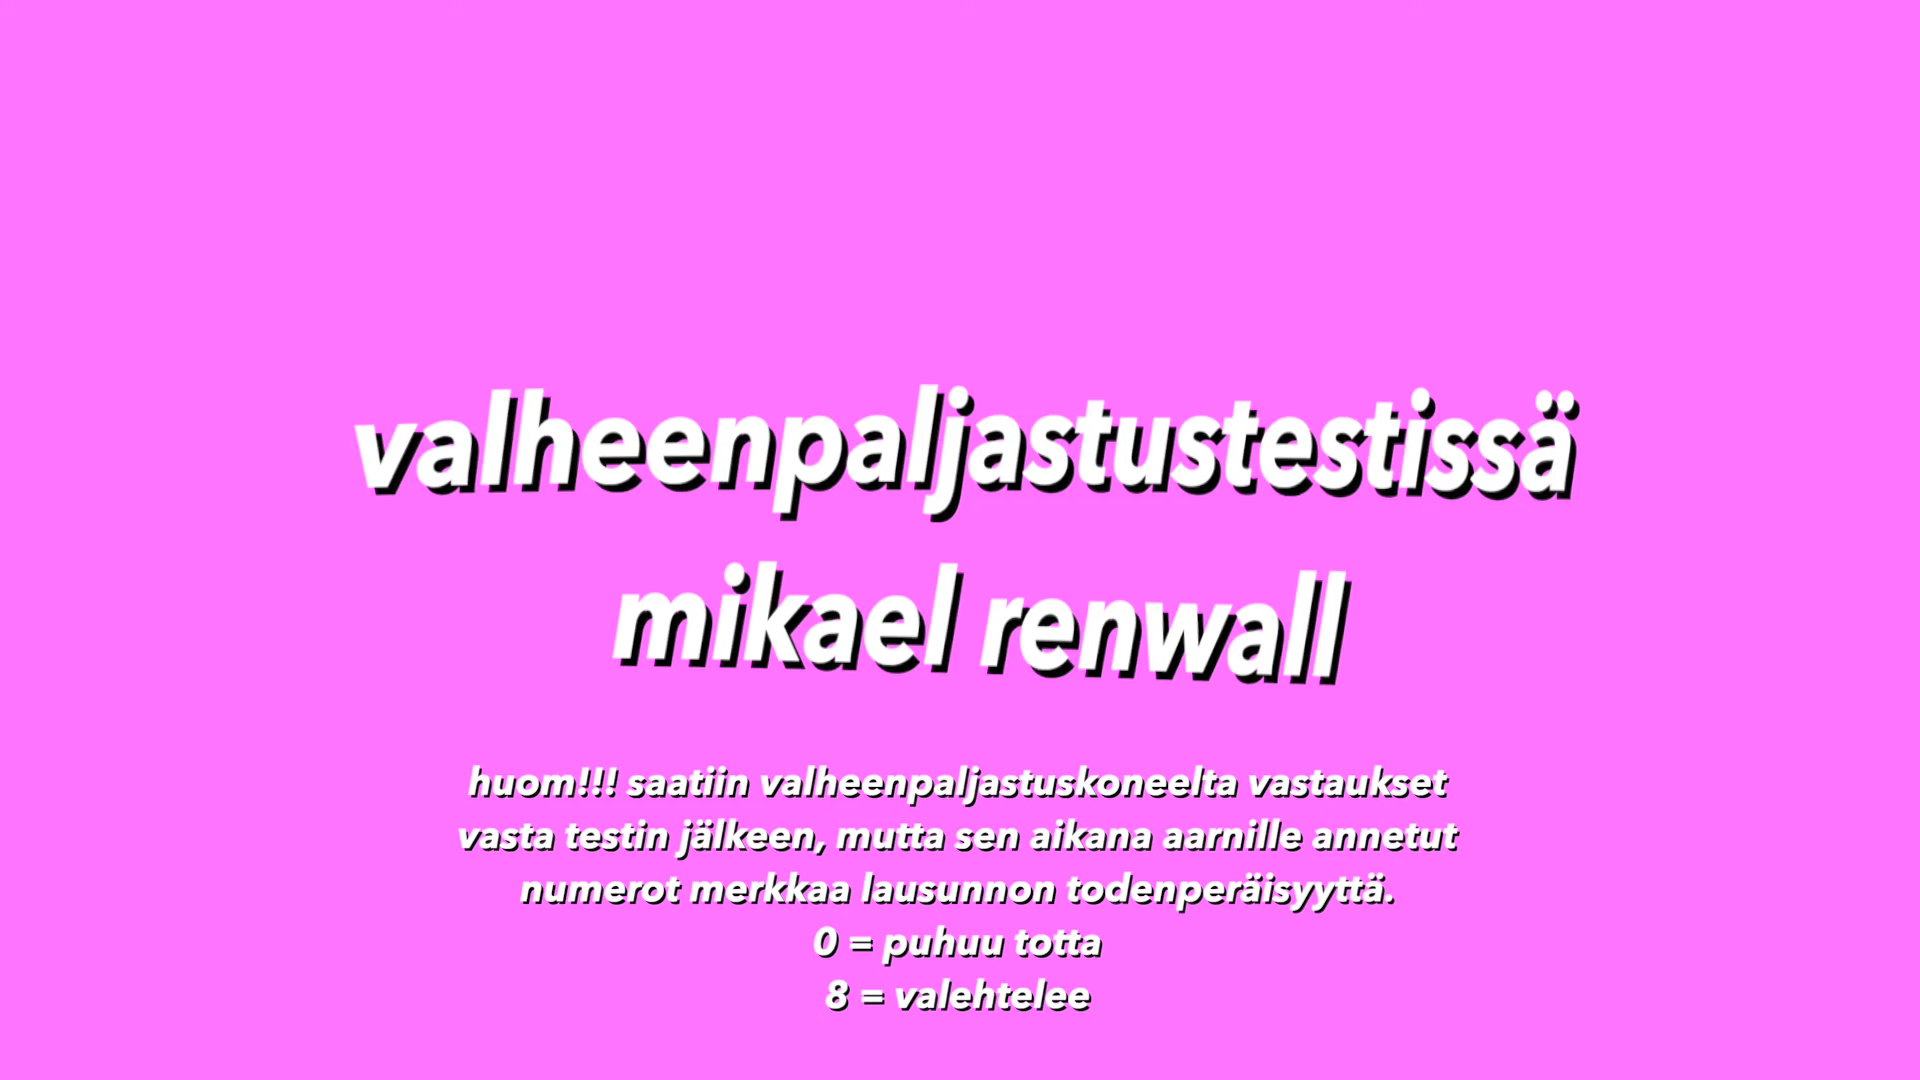 valheenpaljastustestissä
mikael renwall
huom!!! saatiin valheenpaljastuskoneelta vastaukset
vasta testin jälkeen, mutta sen aikana aarnille annetut
numerot merkkaa lausunnon todenperäisyyttä.
0 = puhuu totta
8 = valehtelee